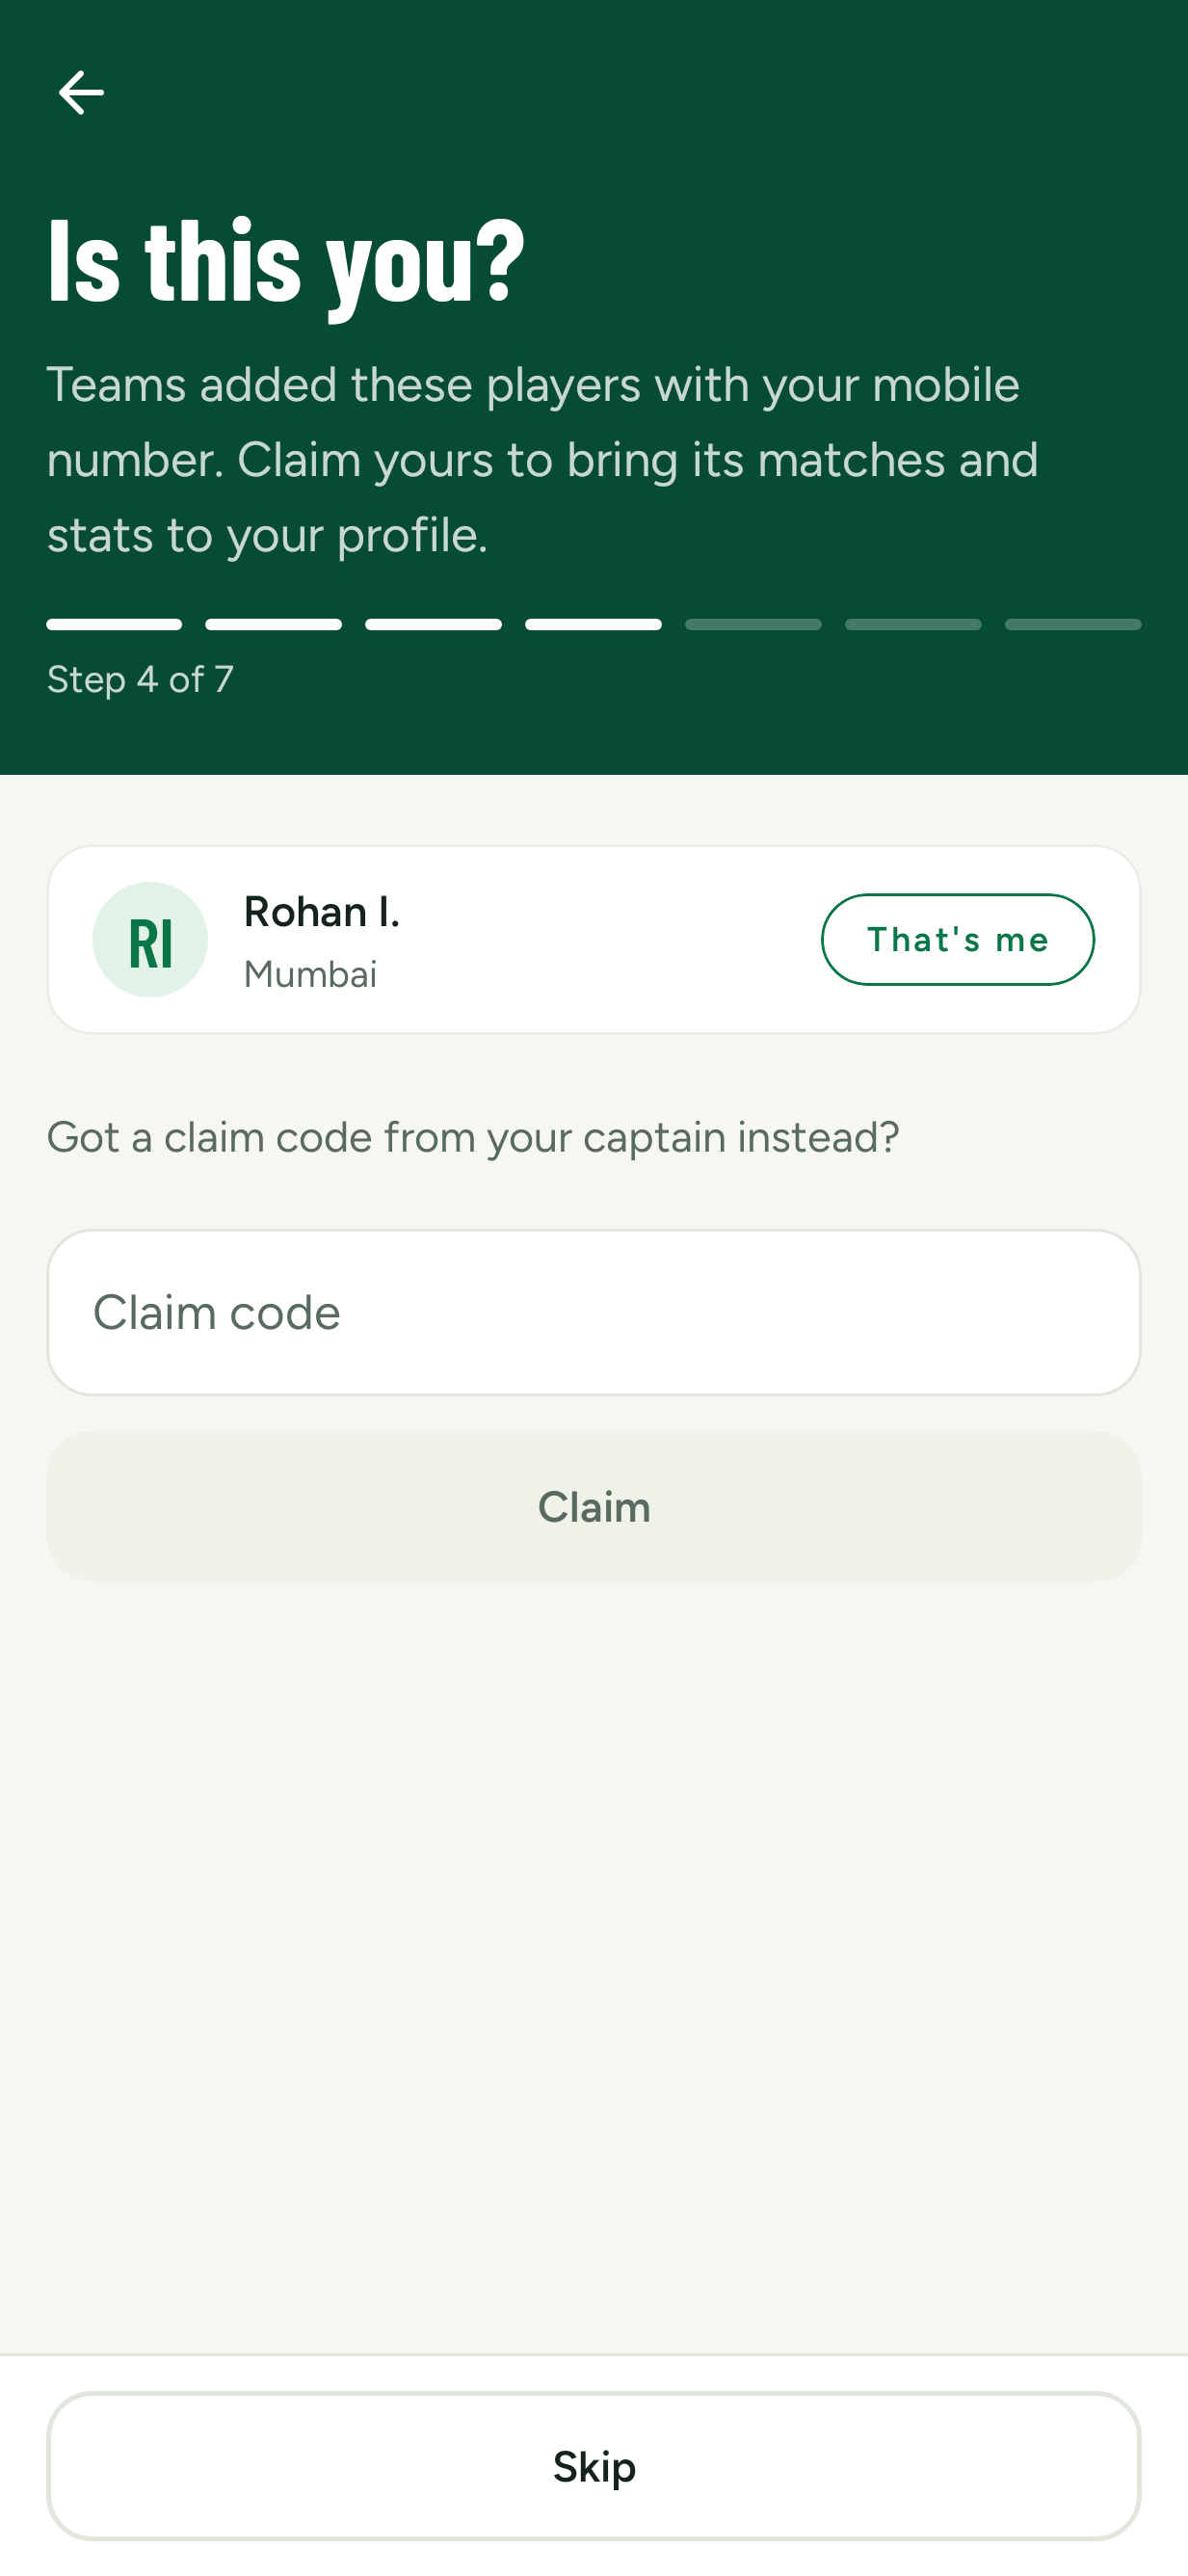 Is this you?
Teams added these players with your mobile
number. Claim yours to bring its matches and
stats to your profile.
Step 4 of 7
RI
Rohan I.
Mumbai
That's me
Got a claim code from your captain instead?
Claim code
Claim
Skip